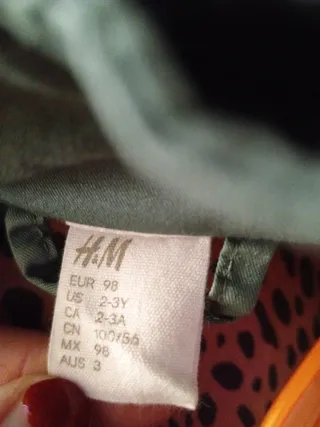 H&M
EUR 98
US 2-3Y
CA 2-3A
CN 100/56
MX 98
AUS 3